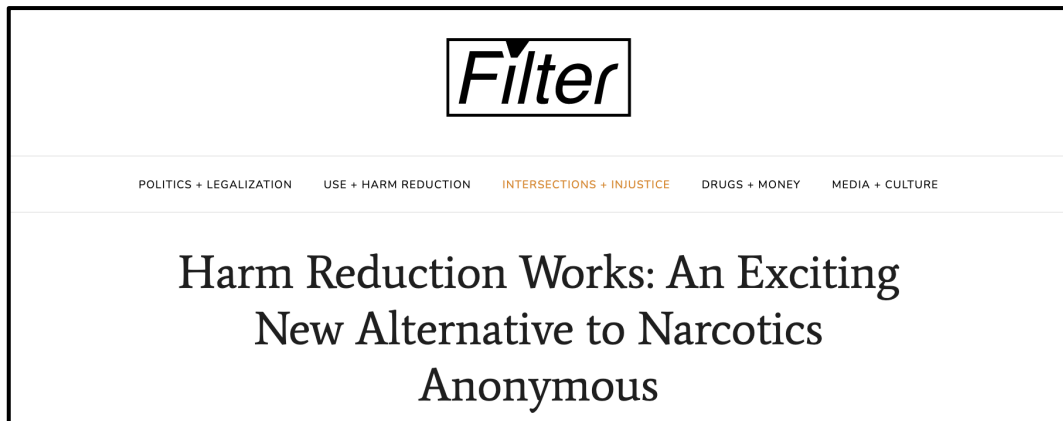 Filter
POLITICS + LEGALIZATION USE + HARM REDUCTION INTERSECTIONS + INJUSTICE DRUGS + MONEY MEDIA + CULTURE
Harm Reduction Works: An Exciting
New Alternative to Narcotics
Anonymous